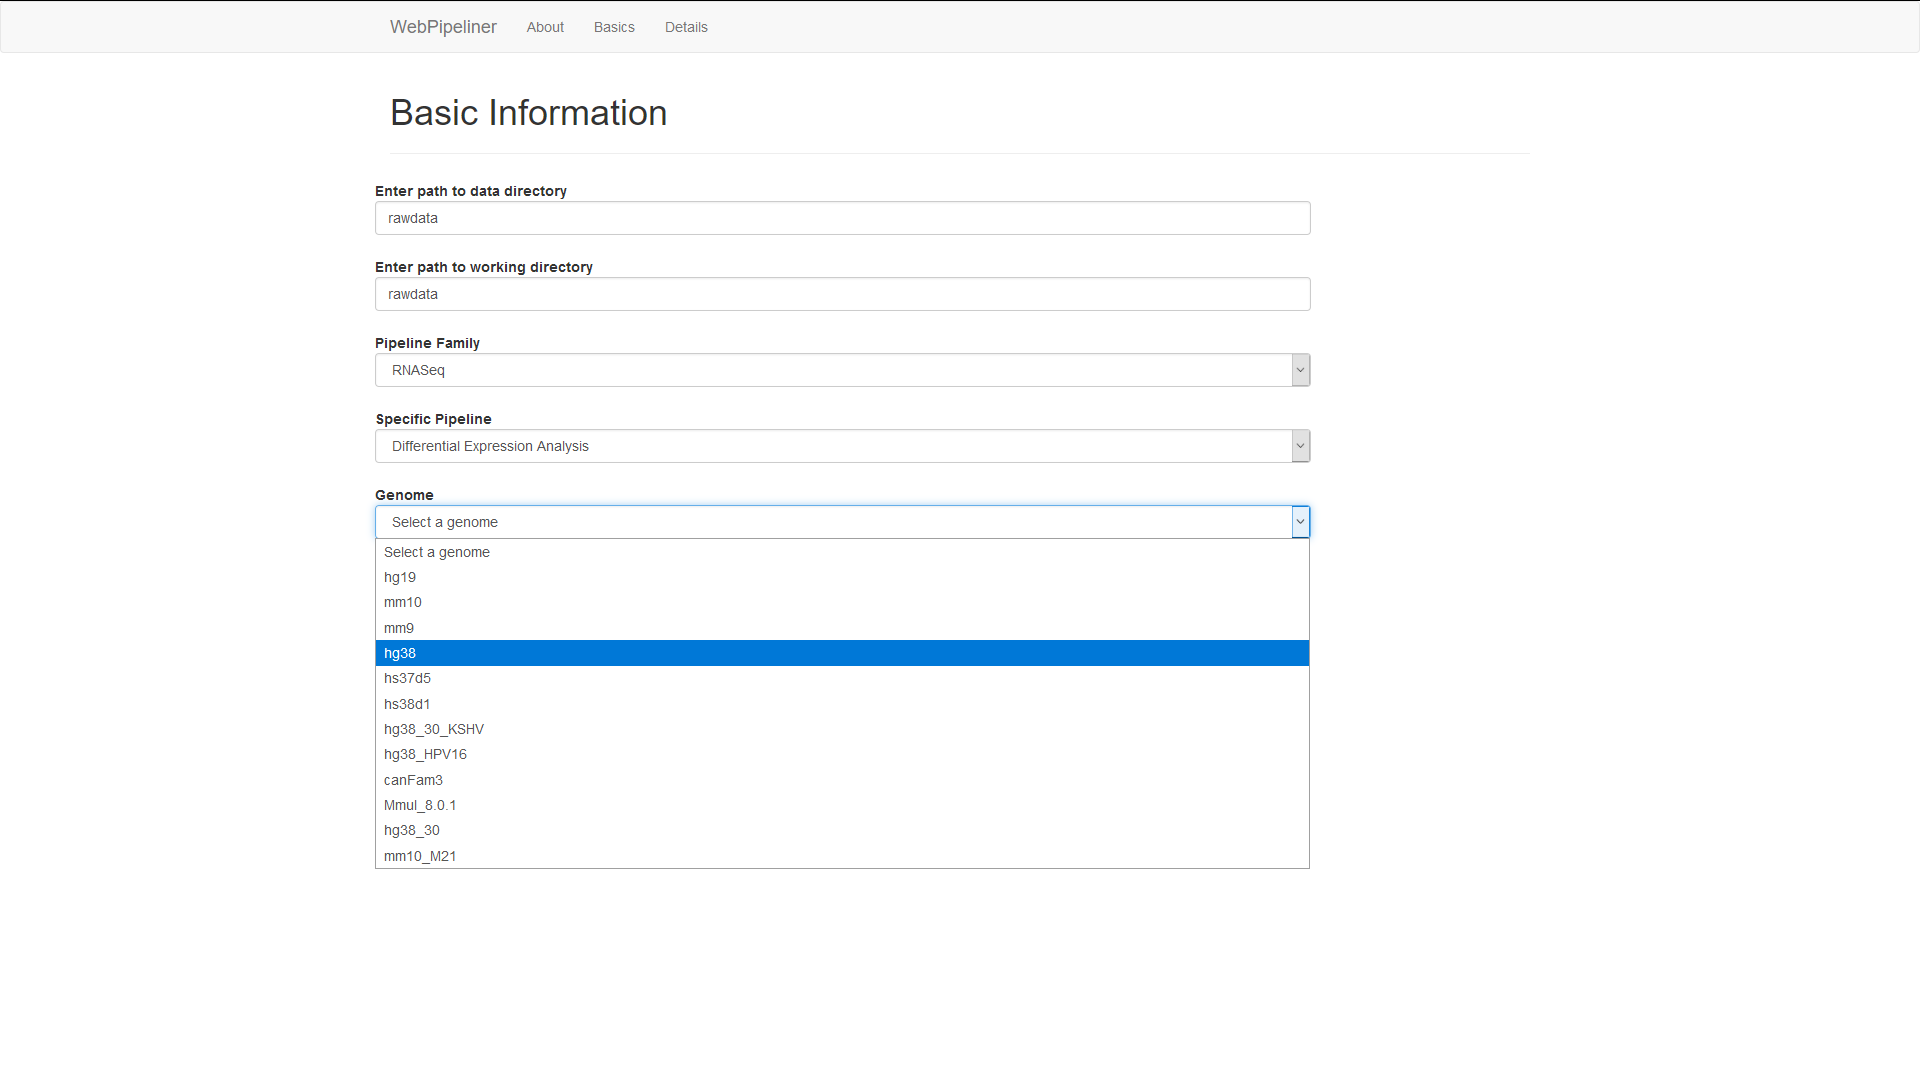 WebPipeliner About Basics Details
Basic Information
Enter path to data directory
rawdata
Enter path to working directory
rawdata
Pipeline Family
RNASeq
Specific Pipeline
Differential Expression Analysis
Genome
Select a genome
Select a genome
hg19
mm10
mm9
hg38
hs37d5
hs38d1
hg38_30_KSHV
hg38_HPV16
canFam3
Mmul_8.0.1
hg38_30
mm10_M21